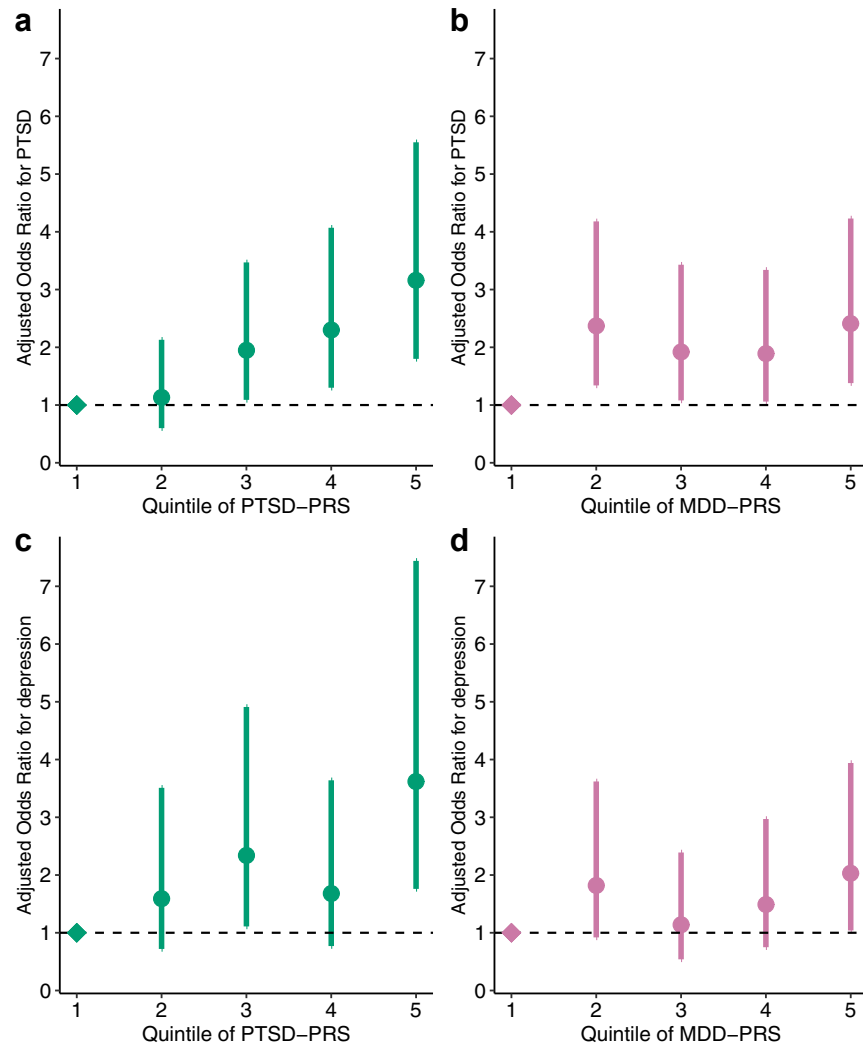 a
7
6
5
4
3
2
1
0
Adjusted Odds Ratio for PTSD
1 2 3 4 5
Quintile of PTSD−PRS
b
7
6
5
4
3
2
1
0
Adjusted Odds Ratio for PTSD
1 2 3 4 5
Quintile of MDD−PRS
c
7
6
5
4
3
2
1
0
Adjusted Odds Ratio for depression
1 2 3 4 5
Quintile of PTSD−PRS
d
7
6
5
4
3
2
1
0
Adjusted Odds Ratio for depression
1 2 3 4 5
Quintile of MDD−PRS